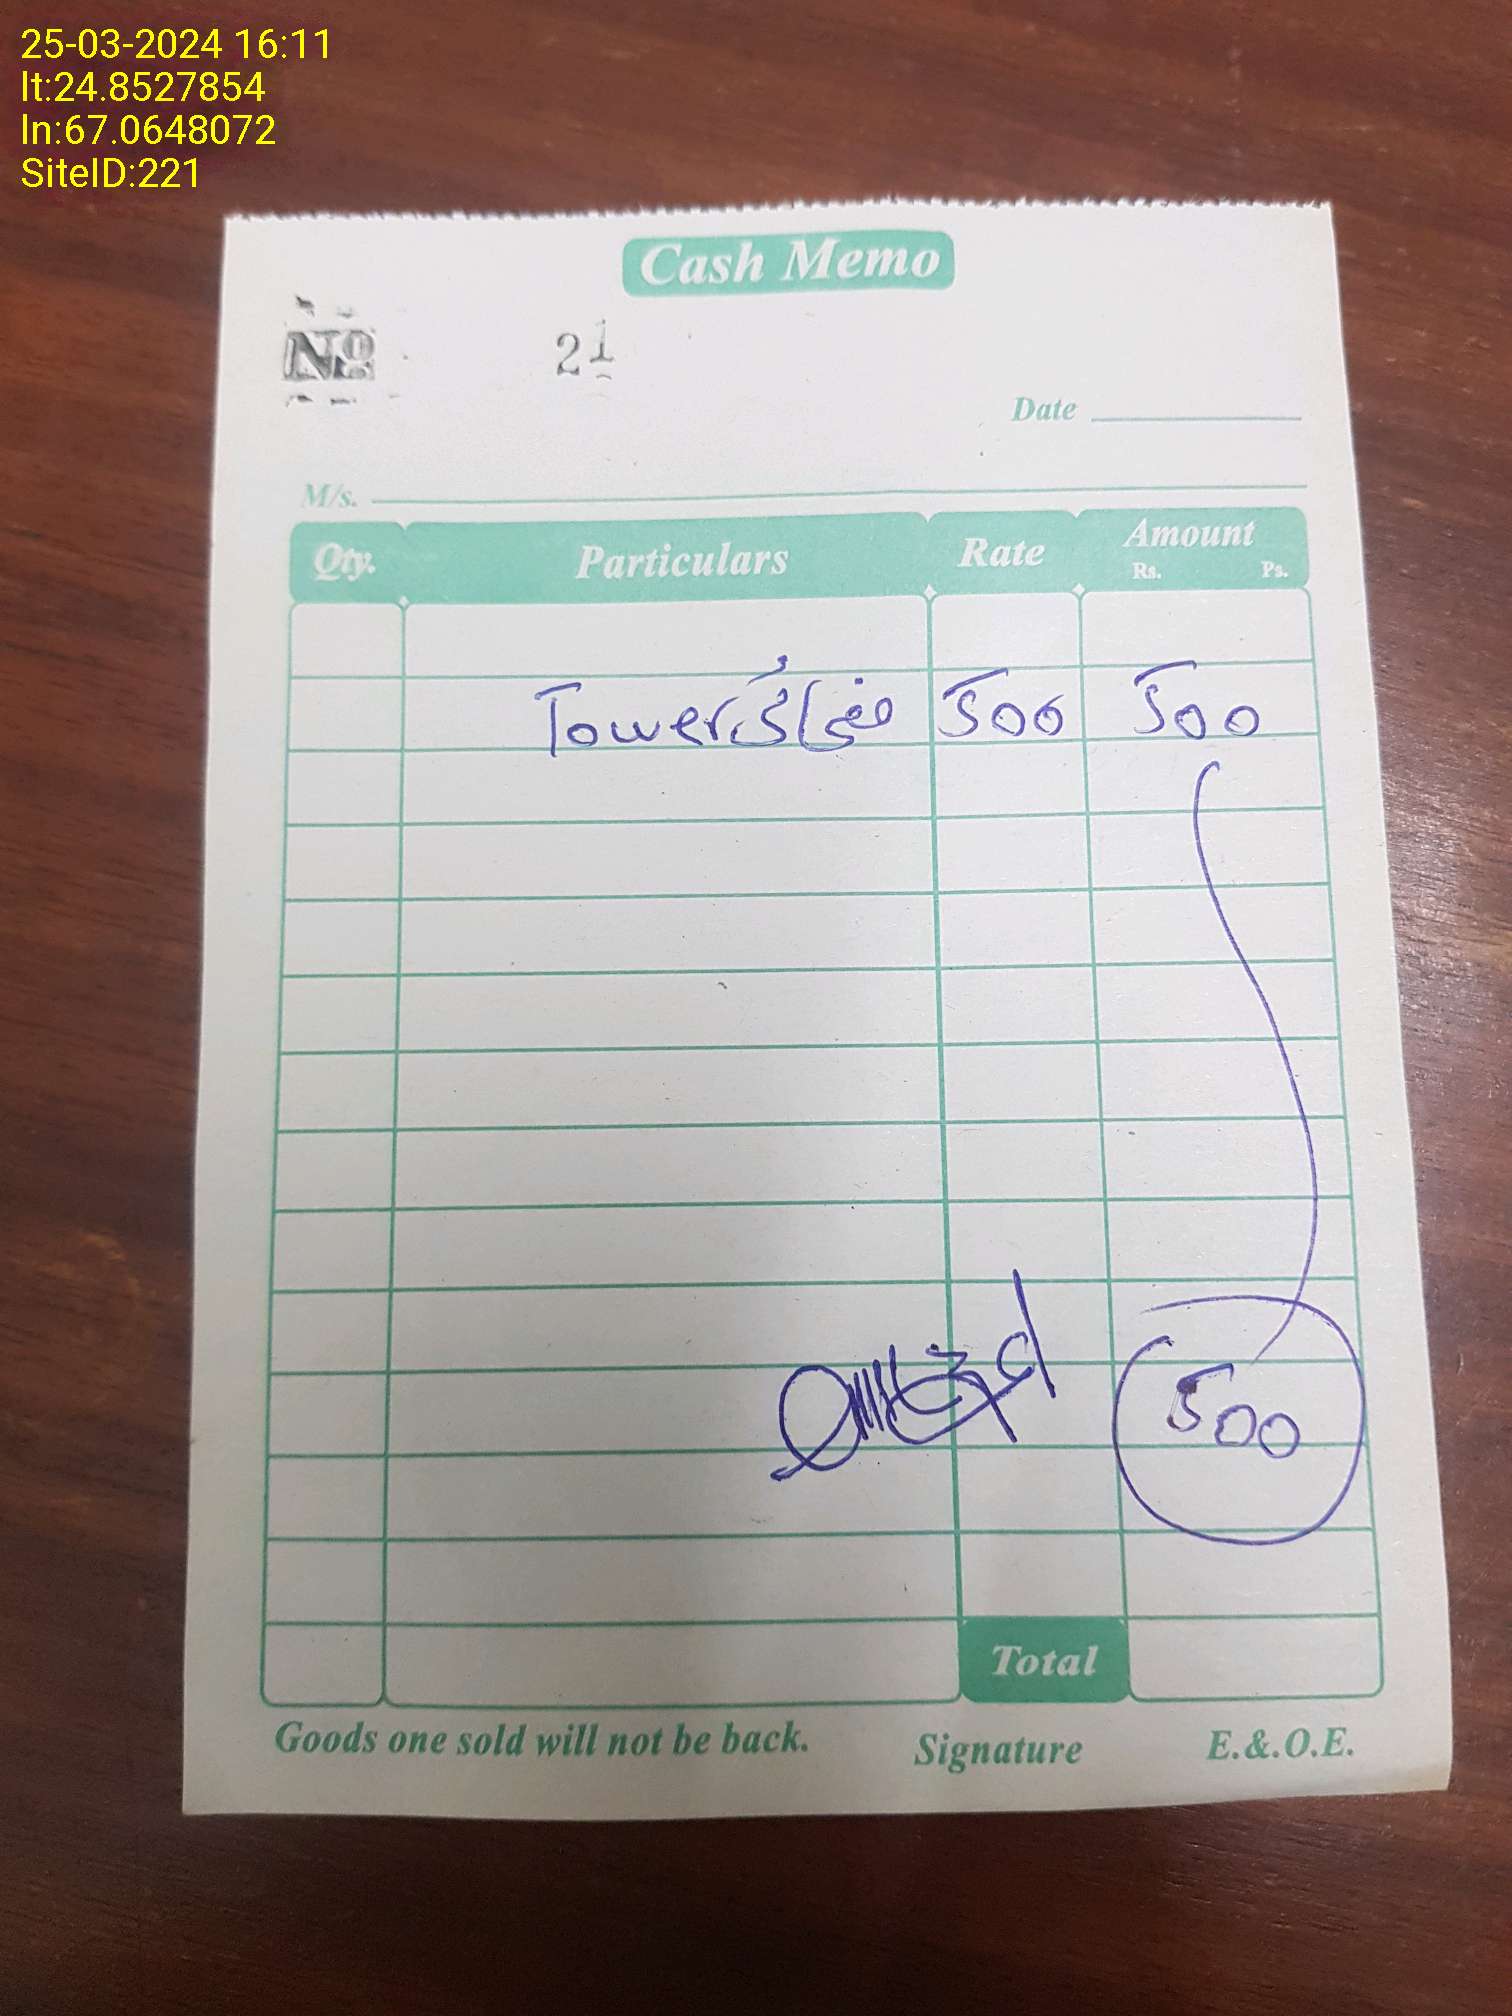 25-03-2024 16:11
lt:24.8527854
ln:67.0648072
SiteID:221
Cash Memo
No 21
Date
M/s.
Qty. Particulars Rate Amount
Rs. Ps.
Tower کی صفائی 500 500
500
Total
Goods one sold will not be back. Signature E.&.O.E.